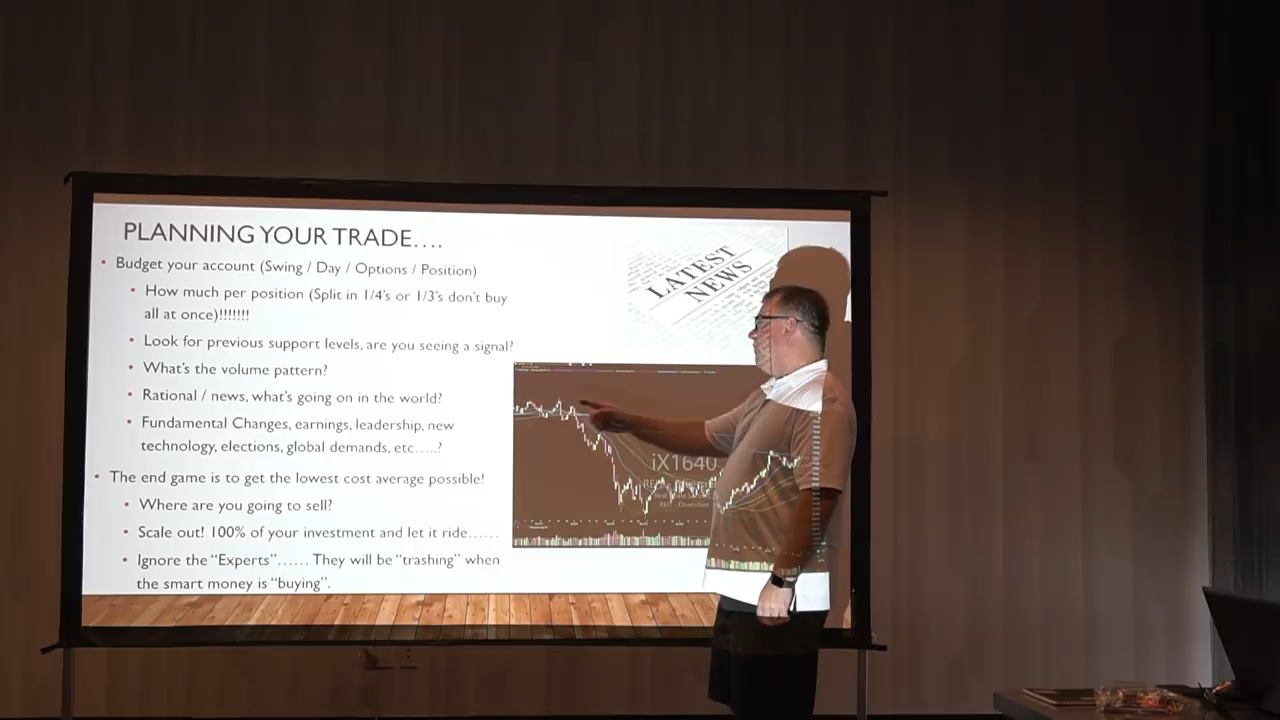 PLANNING YOUR TRADE….
• Budget your account (Swing / Day / Options / Position)
• How much per position (Split in 1/4's or 1/3's don't buy
all at once)!!!!!!!
• Look for previous support levels, are you seeing a signal?
• What's the volume pattern?
• Rational / news, what's going on in the world?
• Fundamental Changes, earnings, leadership, new
technology, elections, global demands, etc…..?
• The end game is to get the lowest cost average possible!
• Where are you going to sell?
• Scale out! 100% of your investment and let it ride……
• Ignore the "Experts"…… They will be "trashing" when
the smart money is "buying".
LATEST
NEWS
iX1640